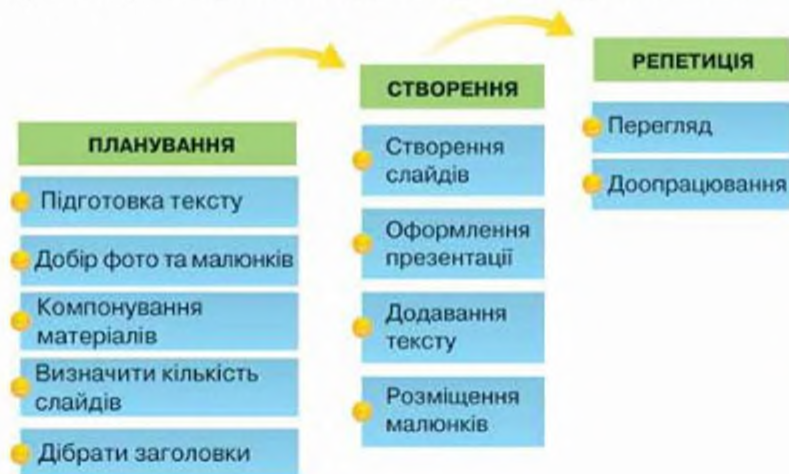 ПЛАНУВАННЯ
Підготовка тексту
Добір фото та малюнків
Компонування
матеріалів
Визначити кількість
слайдів
Дібрати заголовки
СТВОРЕННЯ
Створення
слайдів
Оформлення
презентації
Додавання
тексту
Розміщення
малюнків
РЕПЕТИЦІЯ
Перегляд
Доопрацювання